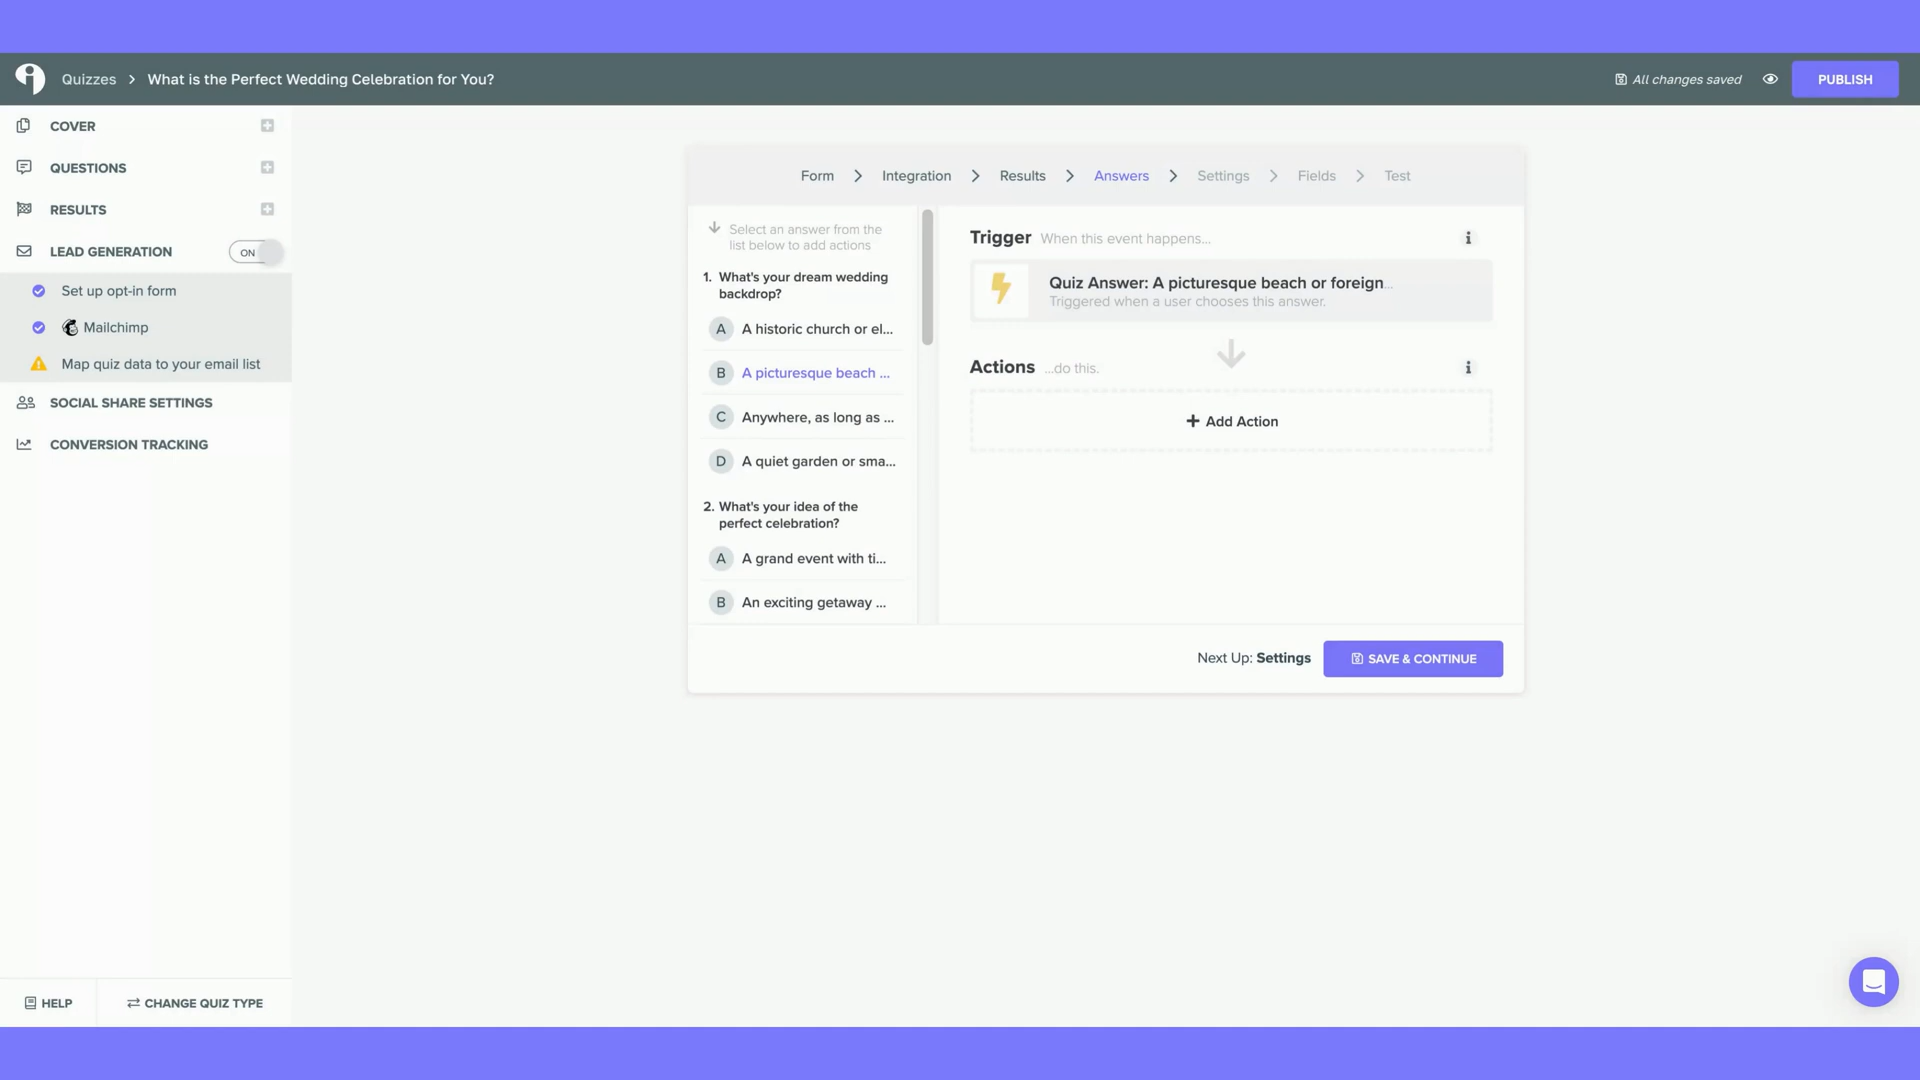 Quizzes > What is the Perfect Wedding Celebration for You?
All changes saved
PUBLISH
COVER
QUESTIONS
RESULTS
LEAD GENERATION
ON
Set up opt-in form
Mailchimp
Map quiz data to your email list
SOCIAL SHARE SETTINGS
CONVERSION TRACKING
HELP
CHANGE QUIZ TYPE
Form > Integration > Results > Answers > Settings > Fields > Test
Select an answer from the
list below to add actions
1. What's your dream wedding
backdrop?
A A historic church or el...
B A picturesque beach ...
C Anywhere, as long as ...
D A quiet garden or sma...
2. What's your idea of the
perfect celebration?
A A grand event with ti...
B An exciting getaway ...
Trigger When this event happens...
Quiz Answer: A picturesque beach or foreign...
Triggered when a user chooses this answer.
Actions ...do this.
+ Add Action
Next Up: Settings
SAVE & CONTINUE